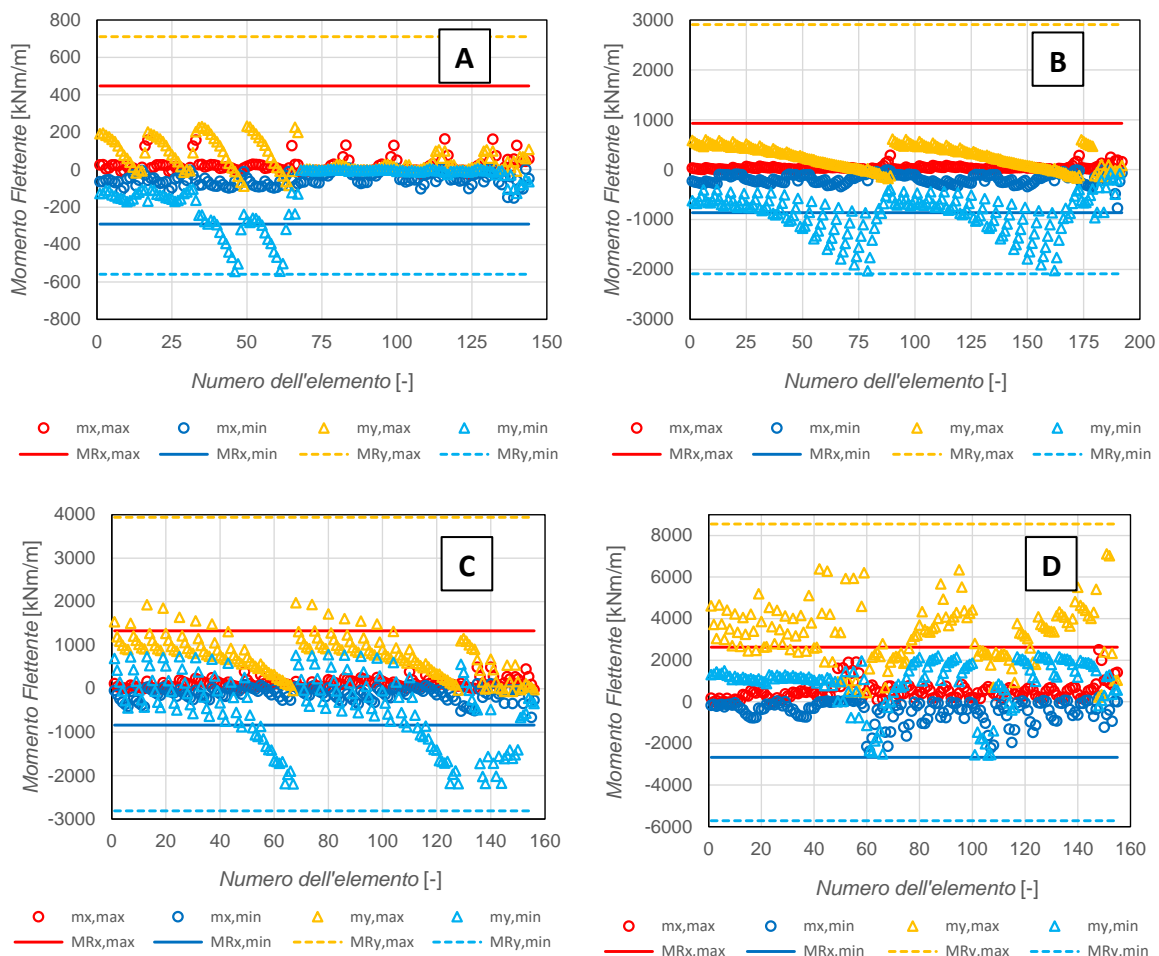 A
Momento Flettente [kNm/m]
800
600
400
200
0
-200
-400
-600
-800
0 25 50 75 100 125 150
Numero dell'elemento [-]
mx,max mx,min my,max my,min
MRx,max MRx,min MRy,max MRy,min
B
Momento Flettente [kNm/m]
3000
2000
1000
0
-1000
-2000
-3000
0 25 50 75 100 125 150 175 200
Numero dell'elemento [-]
mx,max mx,min my,max my,min
MRx,max MRx,min MRy,max MRy,min
C
Momento Flettente [kNm/m]
4000
3000
2000
1000
0
-1000
-2000
-3000
0 20 40 60 80 100 120 140 160
Numero dell'elemento [-]
mx,max mx,min my,max my,min
MRx,max MRx,min MRy,max MRy,min
D
Momento Flettente [kNm/m]
8000
6000
4000
2000
0
-2000
-4000
-6000
0 20 40 60 80 100 120 140 160
Numero dell'elemento [-]
mx,max mx,min my,max my,min
MRx,max MRx,min MRy,max MRy,min